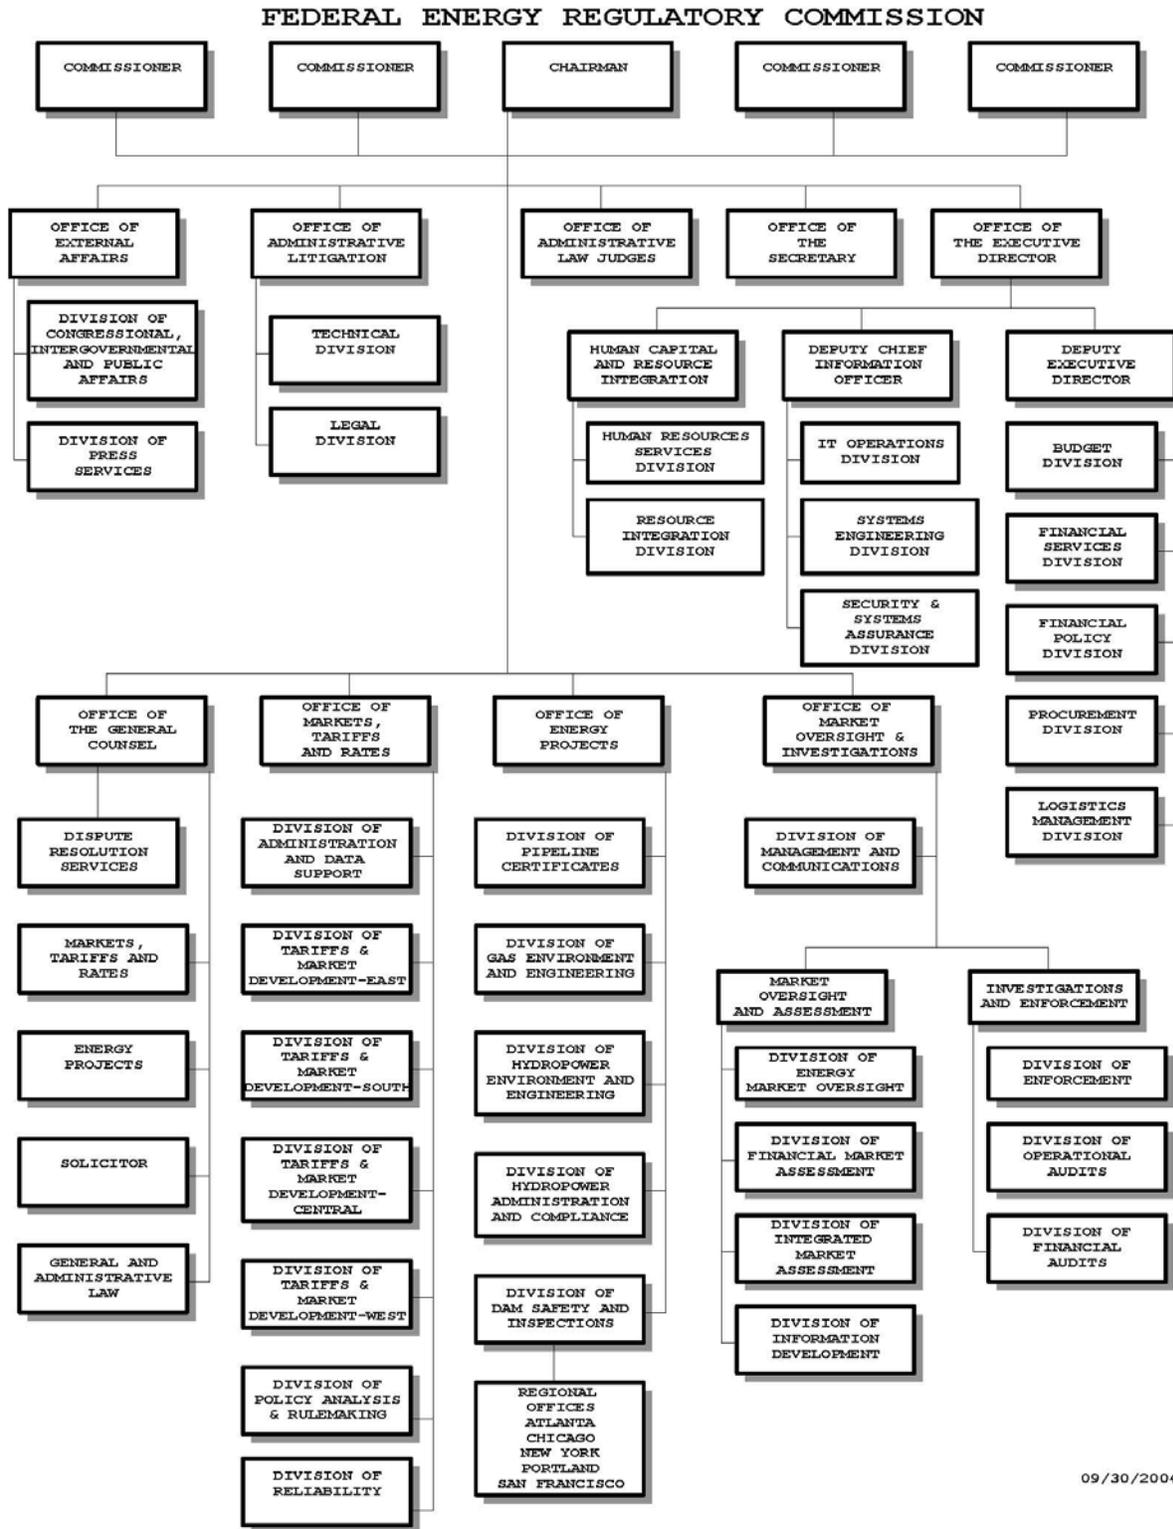 FEDERAL ENERGY REGULATORY COMMISSION
COMMISSIONER
COMMISSIONER
CHAIRMAN
COMMISSIONER
COMMISSIONER
OFFICE OF
EXTERNAL
AFFAIRS
OFFICE OF
ADMINISTRATIVE
LITIGATION
OFFICE OF
ADMINISTRATIVE
LAW JUDGES
OFFICE OF
THE
SECRETARY
OFFICE OF
THE EXECUTIVE
DIRECTOR
DIVISION OF
CONGRESSIONAL,
INTERGOVERNMENTAL
AND PUBLIC
AFFAIRS
DIVISION OF
PRESS
SERVICES
TECHNICAL
DIVISION
LEGAL
DIVISION
HUMAN CAPITAL
AND RESOURCE
INTEGRATION
HUMAN RESOURCES
SERVICES
DIVISION
RESOURCE
INTEGRATION
DIVISION
DEPUTY CHIEF
INFORMATION
OFFICER
IT OPERATIONS
DIVISION
SYSTEMS
ENGINEERING
DIVISION
SECURITY &
SYSTEMS
ASSURANCE
DIVISION
DEPUTY
EXECUTIVE
DIRECTOR
BUDGET
DIVISION
FINANCIAL
SERVICES
DIVISION
FINANCIAL
POLICY
DIVISION
PROCUREMENT
DIVISION
LOGISTICS
MANAGEMENT
DIVISION
OFFICE OF
THE GENERAL
COUNSEL
DISPUTE
RESOLUTION
SERVICES
MARKETS,
TARIFFS AND
RATES
ENERGY
PROJECTS
SOLICITOR
GENERAL AND
ADMINISTRATIVE
LAW
OFFICE OF
MARKETS,
TARIFFS
AND RATES
DIVISION OF
ADMINISTRATION
AND DATA
SUPPORT
DIVISION OF
TARIFFS &
MARKET
DEVELOPMENT-EAST
DIVISION OF
TARIFFS &
MARKET
DEVELOPMENT-SOUTH
DIVISION OF
TARIFFS &
MARKET
DEVELOPMENT-
CENTRAL
DIVISION OF
TARIFFS &
MARKET
DEVELOPMENT-WEST
DIVISION OF
POLICY ANALYSIS
& RULEMAKING
DIVISION OF
RELIABILITY
OFFICE OF
ENERGY
PROJECTS
DIVISION OF
PIPELINE
CERTIFICATES
DIVISION OF
GAS ENVIRONMENT
AND ENGINEERING
DIVISION OF
HYDROPOWER
ENVIRONMENT AND
ENGINEERING
DIVISION OF
HYDROPOWER
ADMINISTRATION
AND COMPLIANCE
DIVISION OF
DAM SAFETY AND
INSPECTIONS
REGIONAL
OFFICES
ATLANTA
CHICAGO
NEW YORK
PORTLAND
SAN FRANCISCO
OFFICE OF
MARKET
OVERSIGHT &
INVESTIGATIONS
DIVISION OF
MANAGEMENT AND
COMMUNICATIONS
MARKET
OVERSIGHT
AND ASSESSMENT
DIVISION OF
ENERGY
MARKET OVERSIGHT
DIVISION OF
FINANCIAL MARKET
ASSESSMENT
DIVISION OF
INTEGRATED
MARKET
ASSESSMENT
DIVISION OF
INFORMATION
DEVELOPMENT
INVESTIGATIONS
AND ENFORCEMENT
DIVISION OF
ENFORCEMENT
DIVISION OF
OPERATIONAL
AUDITS
DIVISION OF
FINANCIAL
AUDITS
09/30/2004